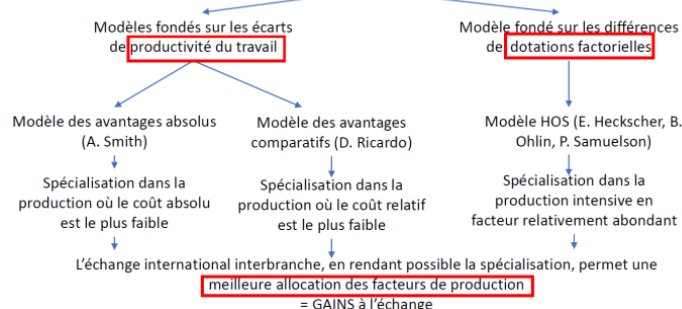 Modèles fondés sur les écarts
de productivité du travail
Modèle fondé sur les différences
de dotations factorielles
Modèle des avantages absolus
(A. Smith)
Modèle des avantages
comparatifs (D. Ricardo)
Modèle HOS (E. Heckscher, B.
Ohlin, P. Samuelson)
Spécialisation dans la
production où le coût absolu
est le plus faible
Spécialisation dans la
production où le coût relatif
est le plus faible
Spécialisation dans la
production intensive en
facteur relativement abondant
L'échange international interbranche, en rendant possible la spécialisation, permet une
meilleure allocation des facteurs de production
= GAINS à l'échange